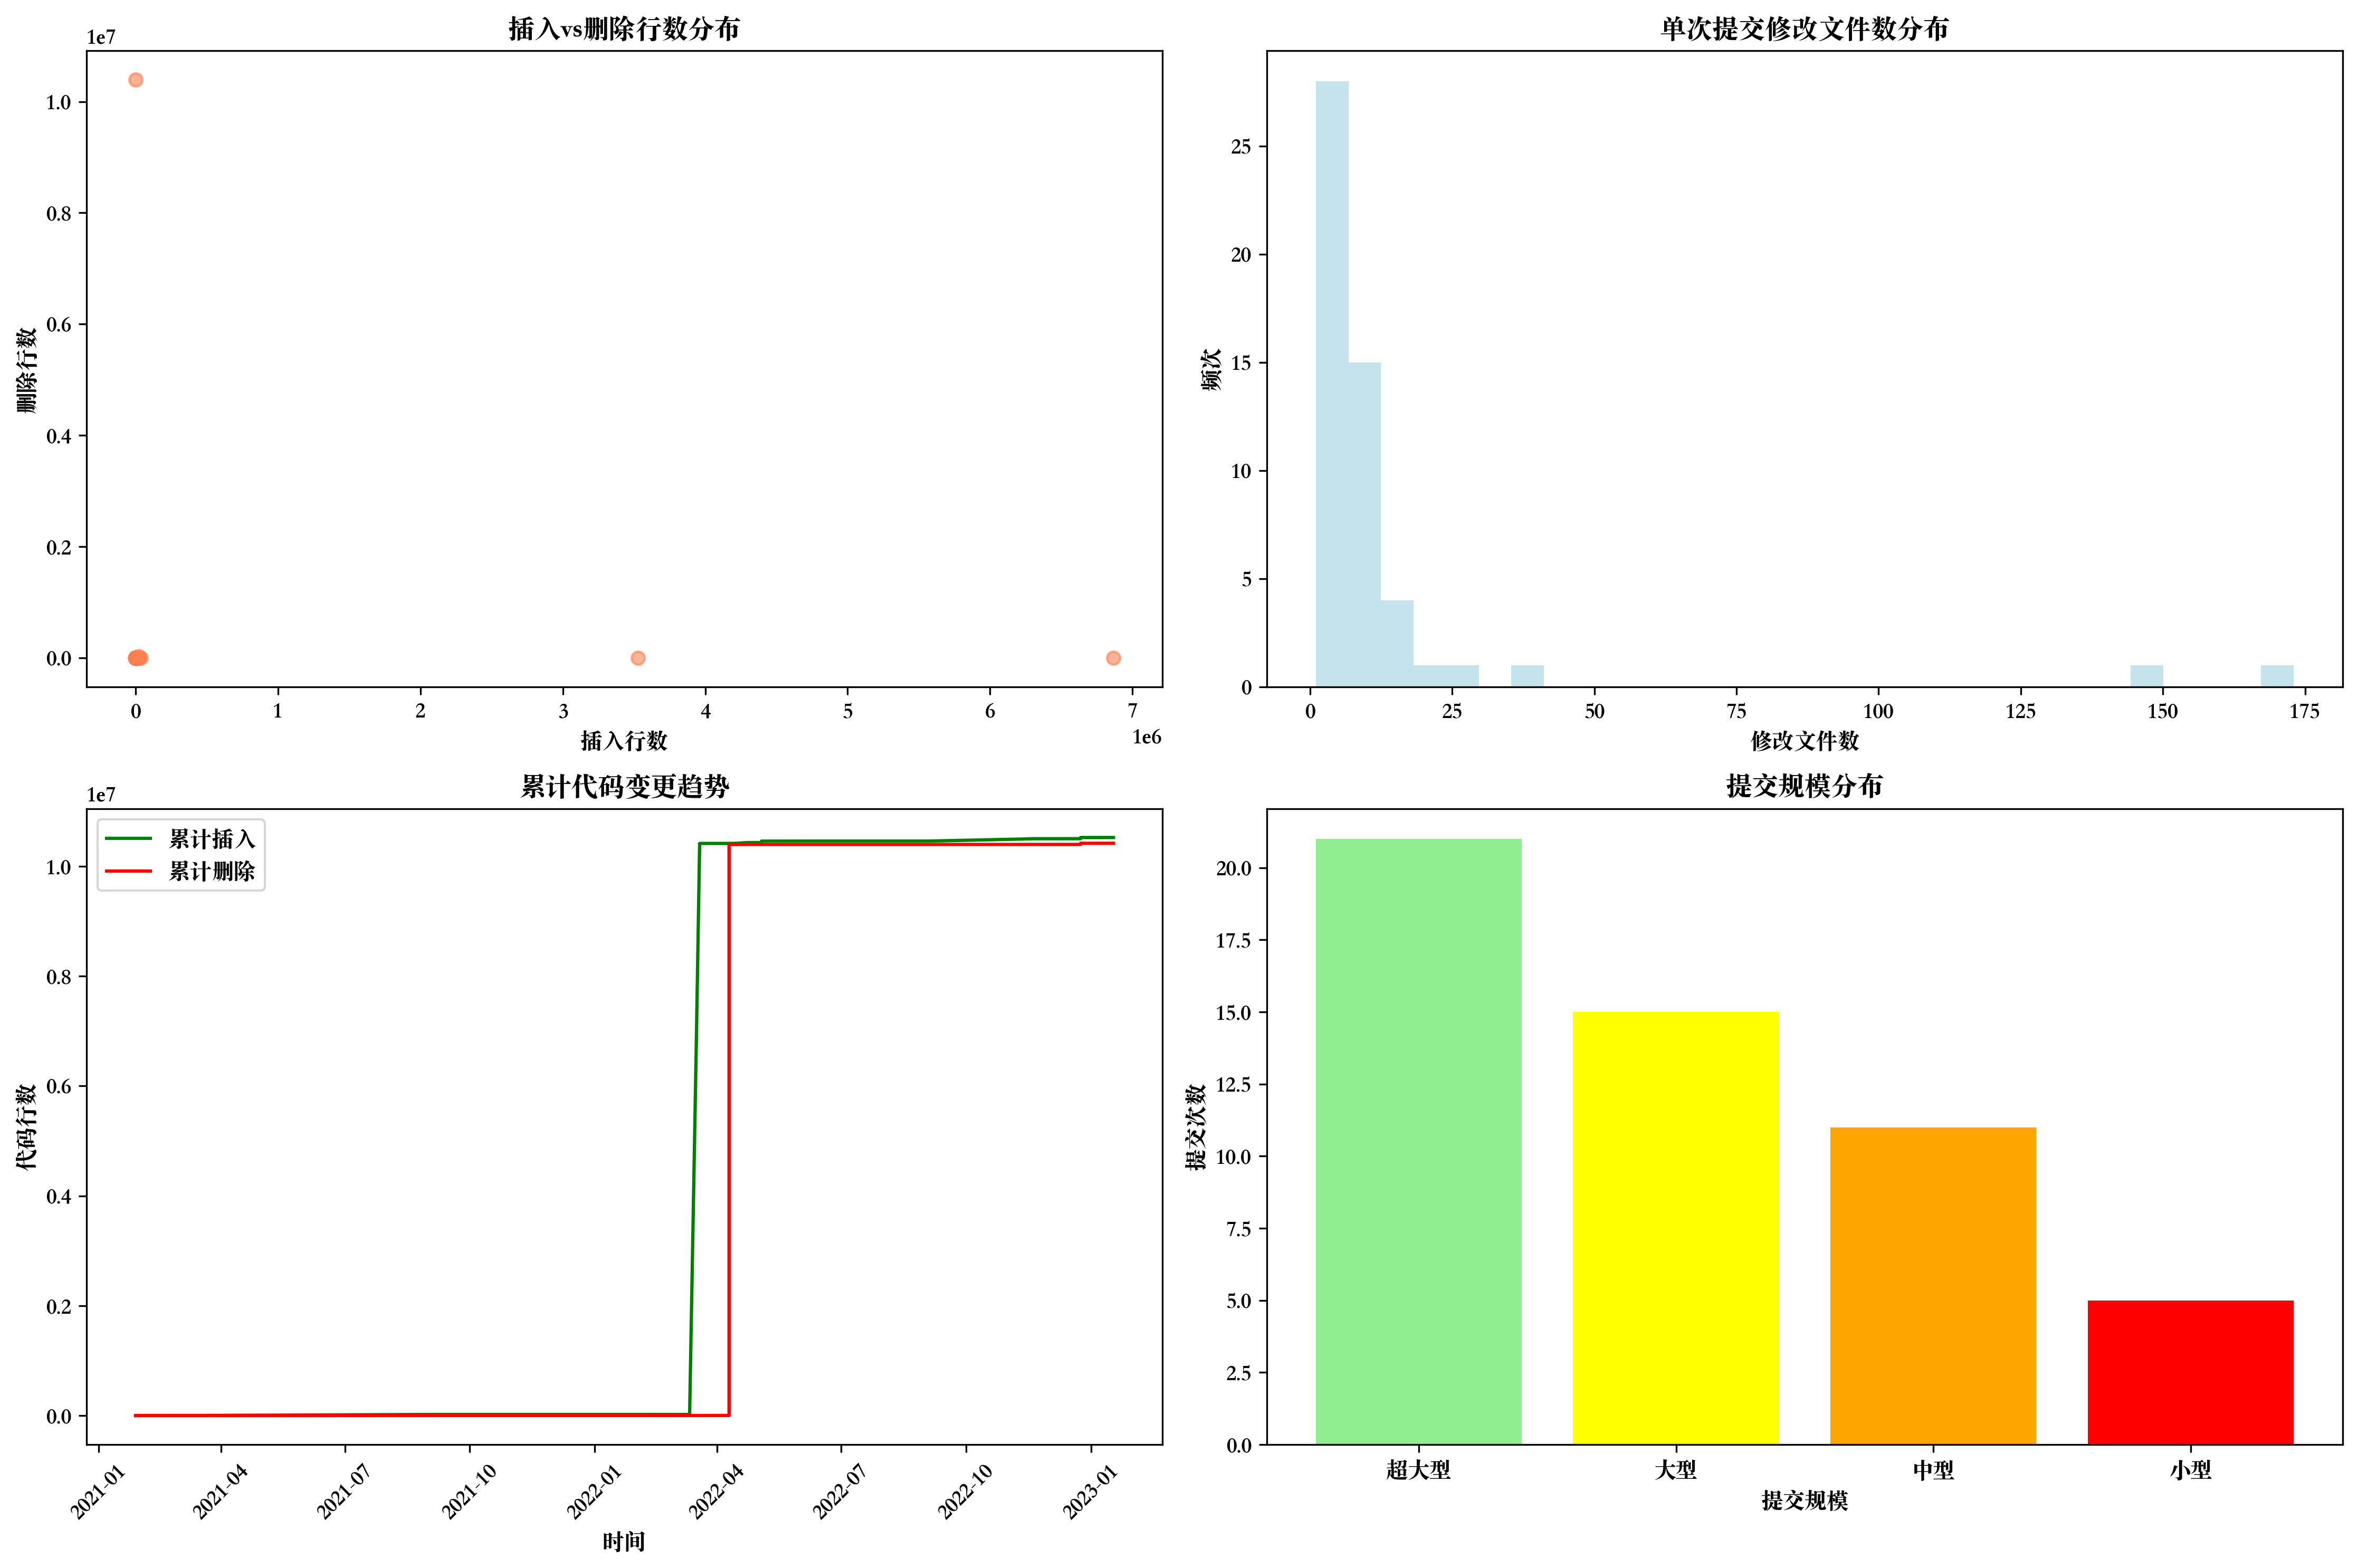 插入vs删除行数分布
1e7
删除行数
1.0
0.8
0.6
0.4
0.2
0.0
0 1 2 3 4 5 6 7
1e6
插入行数
单次提交修改文件数分布
频次
25
20
15
10
5
0
0 25 50 75 100 125 150 175
修改文件数
累计代码变更趋势
1e7
累计插入
累计删除
代码行数
1.0
0.8
0.6
0.4
0.2
0.0
2021-01 2021-04 2021-07 2021-10 2022-01 2022-04 2022-07 2022-10 2023-01
时间
提交规模分布
提交次数
20.0
17.5
15.0
12.5
10.0
7.5
5.0
2.5
0.0
超大型 大型 中型 小型
提交规模